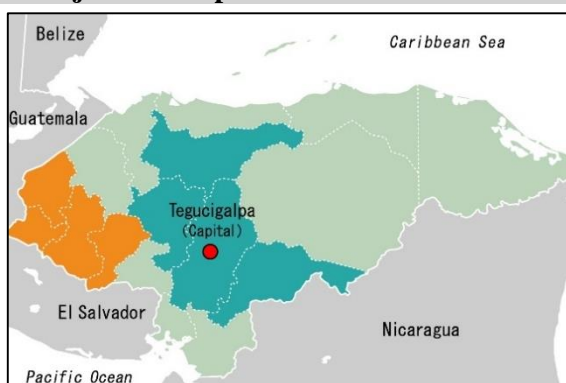 Belize
Caribbean Sea
Guatemala
Tegucigalpa
(Capital)
El Salvador
Nicaragua
Pacific Ocean